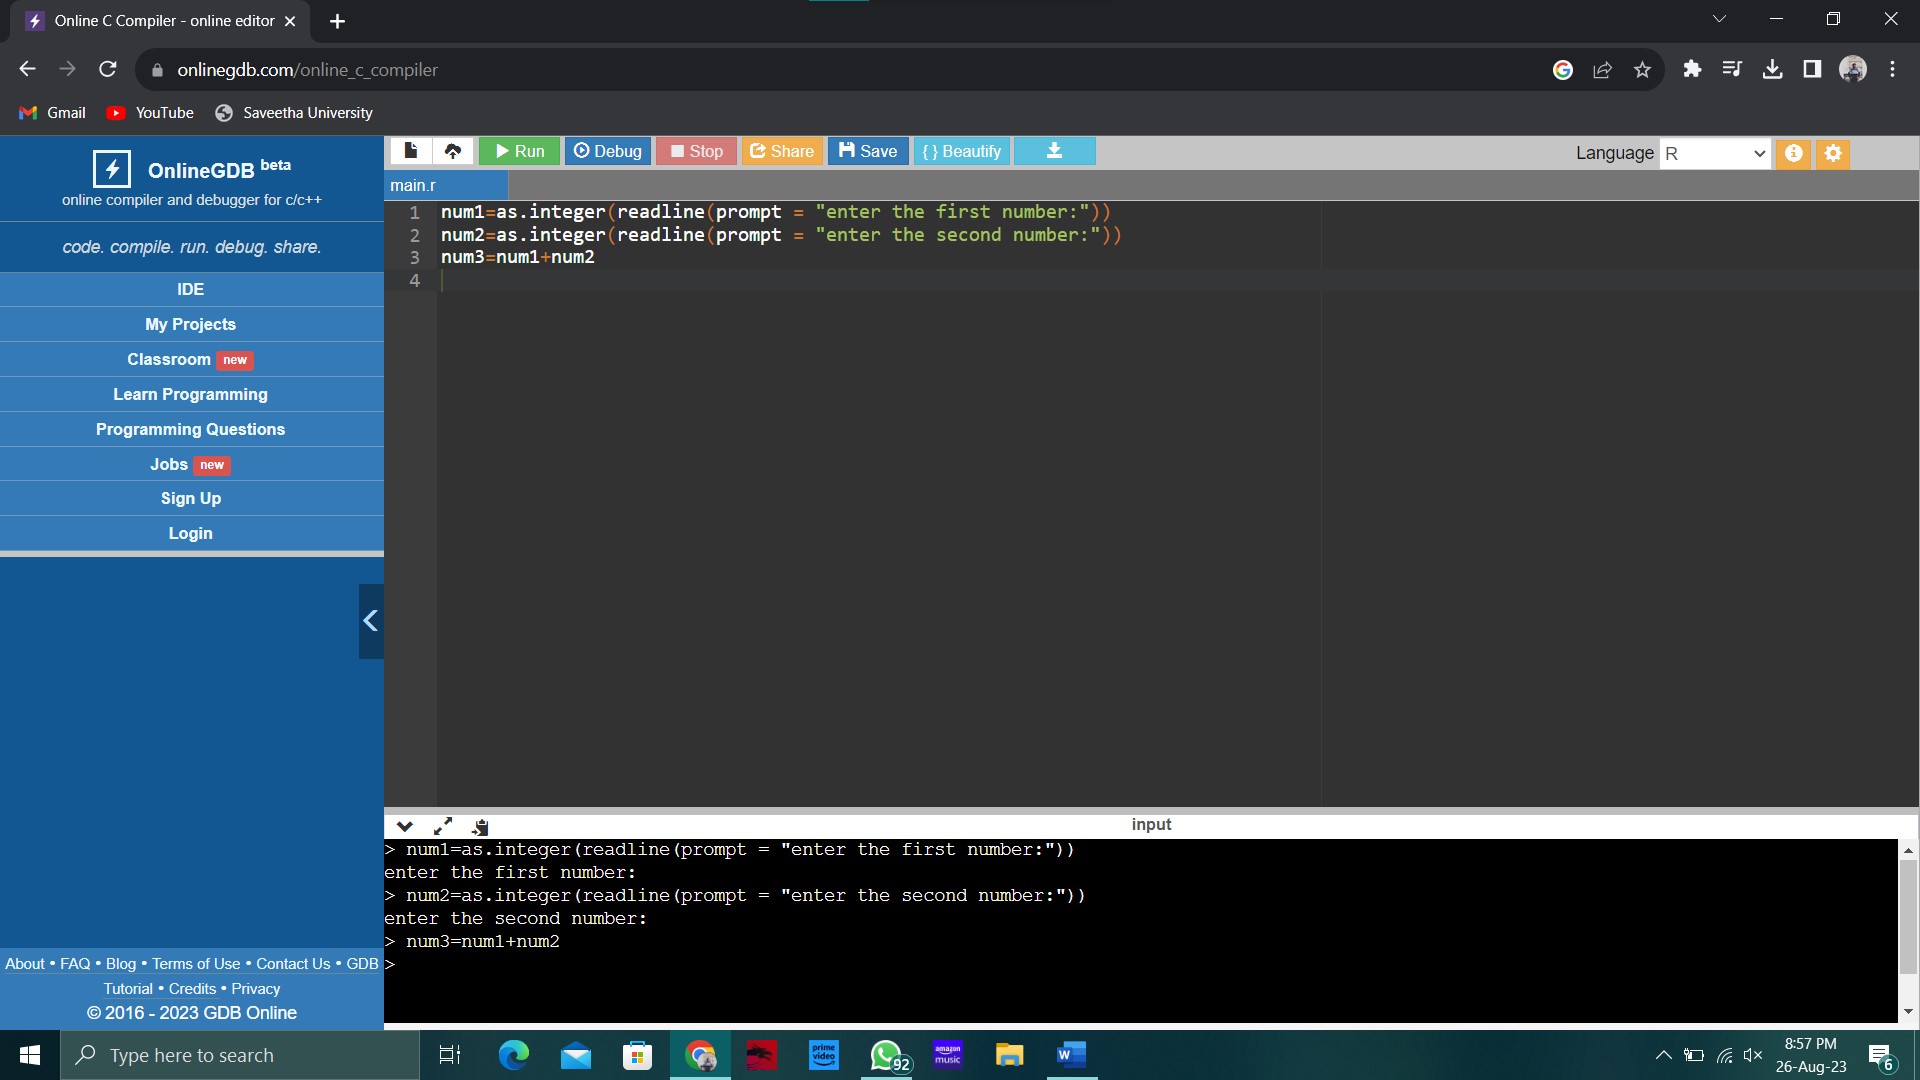 Online C Compiler - online editor
onlinegdb.com/online_c_compiler
Gmail YouTube Saveetha University
OnlineGDB beta
online compiler and debugger for c/c++
code. compile. run. debug. share.
IDE
My Projects
Classroom new
Learn Programming
Programming Questions
Jobs new
Sign Up
Login
About • FAQ • Blog • Terms of Use • Contact Us • GDB
Tutorial • Credits • Privacy
© 2016 - 2023 GDB Online
Run Debug Stop Share Save { } Beautify
Language R
main.r
1 num1=as.integer(readline(prompt = "enter the first number:"))
2 num2=as.integer(readline(prompt = "enter the second number:"))
3 num3=num1+num2
4
input
> num1=as.integer(readline(prompt = "enter the first number:"))
enter the first number:
> num2=as.integer(readline(prompt = "enter the second number:"))
enter the second number:
> num3=num1+num2
>
Type here to search
prime video
92
amazon music
W
8:57 PM
26-Aug-23
6